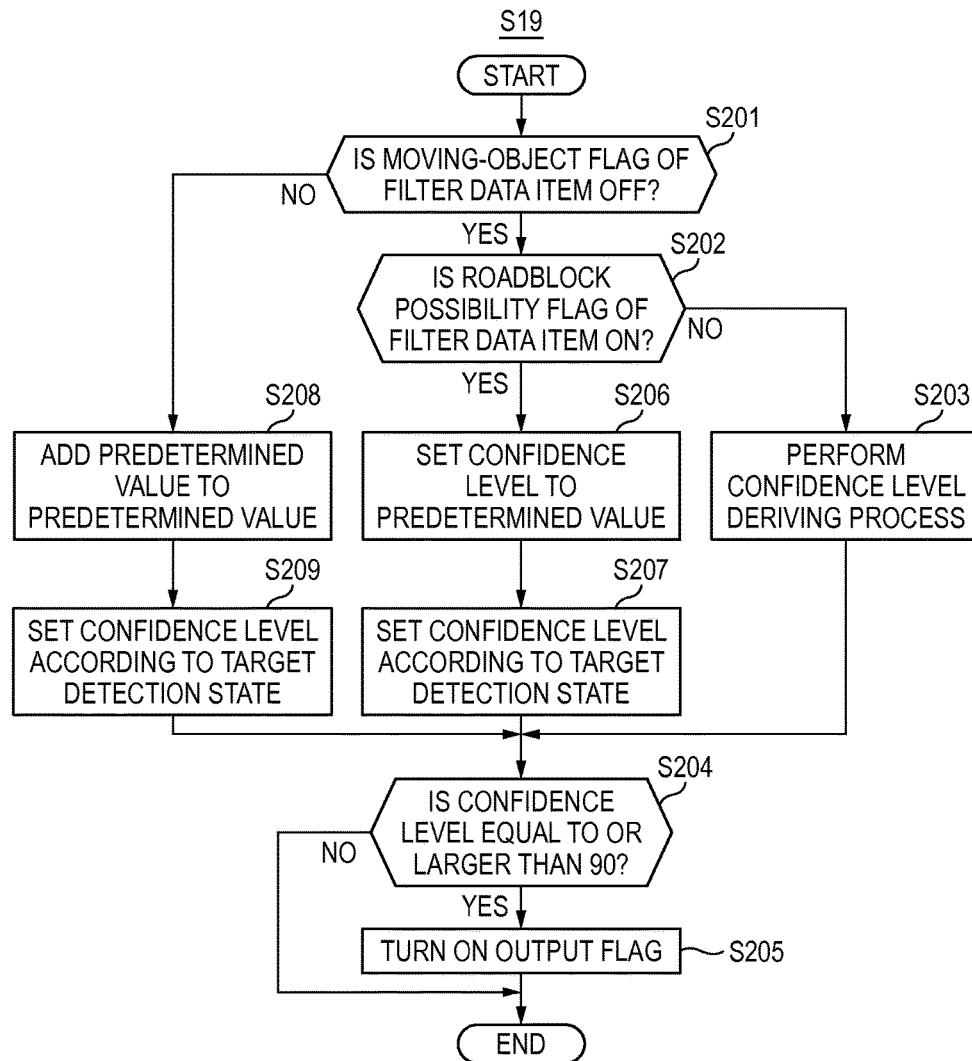 S19
START
S201
IS MOVING-OBJECT FLAG OF
FILTER DATA ITEM OFF?
NO
YES
S202
IS ROADBLOCK
POSSIBILITY FLAG OF
FILTER DATA ITEM ON?
NO
YES
S208
ADD PREDETERMINED
VALUE TO
PREDETERMINED VALUE
S206
SET CONFIDENCE
LEVEL TO
PREDETERMINED VALUE
S203
PERFORM
CONFIDENCE LEVEL
DERIVING PROCESS
S209
SET CONFIDENCE LEVEL
ACCORDING TO TARGET
DETECTION STATE
S207
SET CONFIDENCE LEVEL
ACCORDING TO TARGET
DETECTION STATE
S204
IS CONFIDENCE
LEVEL EQUAL TO OR
LARGER THAN 90?
NO
YES
TURN ON OUTPUT FLAG
S205
END